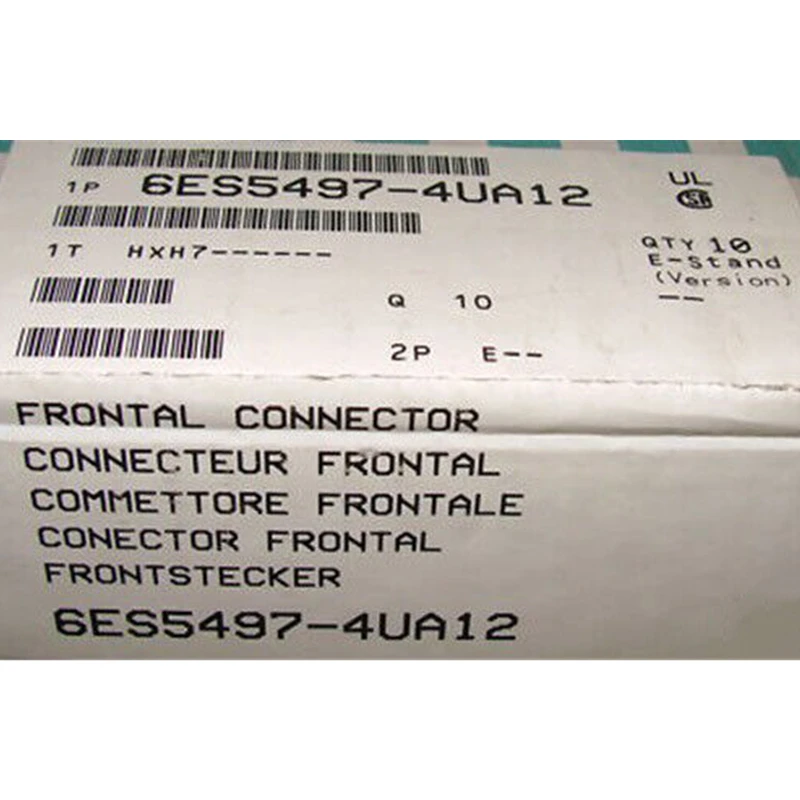 1P 6ES5497-4UA12
UL
SA
1T HXH7------
QTY 10
E-Stand
(Version)
--
Q 10
2P E--
FRONTAL CONNECTOR
CONNECTEUR FRONTAL
COMMETTORE FRONTALE
CONECTOR FRONTAL
FRONTSTECKER
6ES5497-4UA12